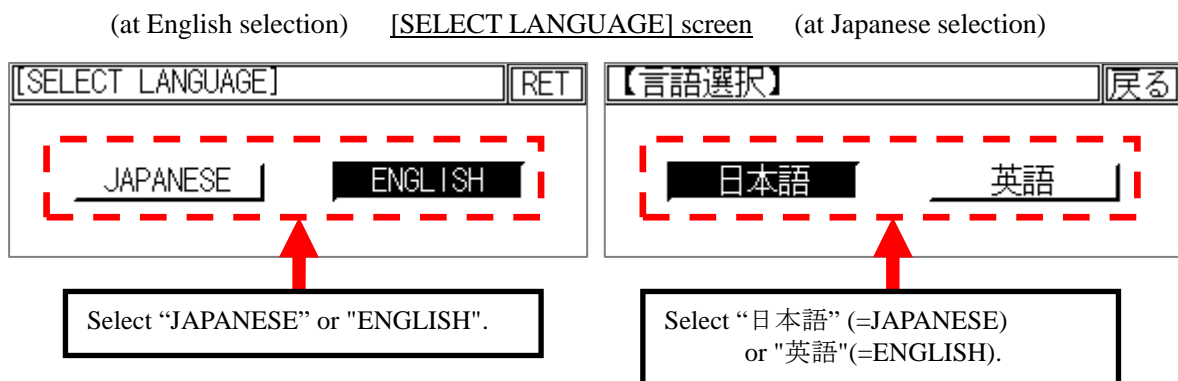 (at English selection) [SELECT LANGUAGE] screen (at Japanese selection)
[SELECT LANGUAGE] RET
JAPANESE ENGLISH
Select “JAPANESE” or "ENGLISH".
【言語選択】 戻る
日本語 英語
Select “日本語” (=JAPANESE)
or "英語"(=ENGLISH).